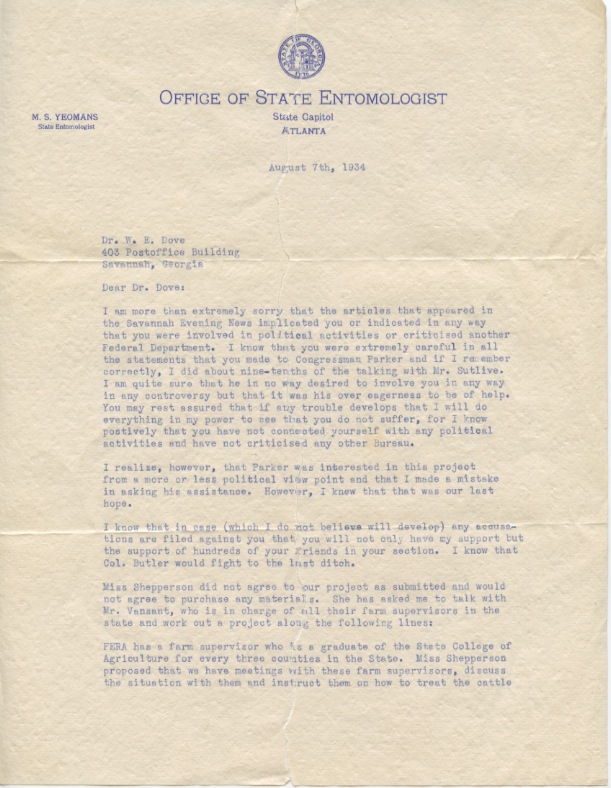 OFFICE OF STATE ENTOMOLOGIST
M. S. YEOMANS
State Entomologist
State Capitol
ATLANTA
August 7th, 1934
Dr. W. E. Dove
403 Postoffice Building
Savannah, Georgia
Dear Dr. Dove:
I am more than extremely sorry that the articles that appeared in
the Savannah Evening News implicated you or indicated in any way
that you were involved in political activities or criticised another
Federal Department. I know that you were extremely careful in all
the statements that you made to Congressman Parker and if I remember
correctly, I did about nine-tenths of the talking with Mr. Sutlive.
I am quite sure that he in no way desired to involve you in any way
in any controversy but that it was his over eagerness to be of help.
You may rest assured that if any trouble develops that I will do
everything in my power to see that you do not suffer, for I know
postively that you have not connected yourself with any political
activities and have not criticised any other Bureau.
I realize, however, that Parker was interested in this project
from a more or less political view point and that I made a mistake
in asking his assistance. However, I knew that that was our last
hope.
I know that in case (which I do not believe will develop) any accusa-
tions are filed against you that you will not only have my support but
the support of hundreds of your friends in your section. I know that
Col. Butler would fight to the last ditch.
Miss Shepperson did not agree to our project as submitted and would
not agree to purchase any materials. She has asked me to talk with
Mr. Vansant, who is in charge of all their farm supervisors in the
state and work out a project along the following lines:
FERA has a farm supervisor who is a graduate of the State College of
Agriculture for every three counties in the State. Miss Shepperson
proposed that we have meetings with these farm supervisors, discuss
the situation with them and instruct them on how to treat the cattle